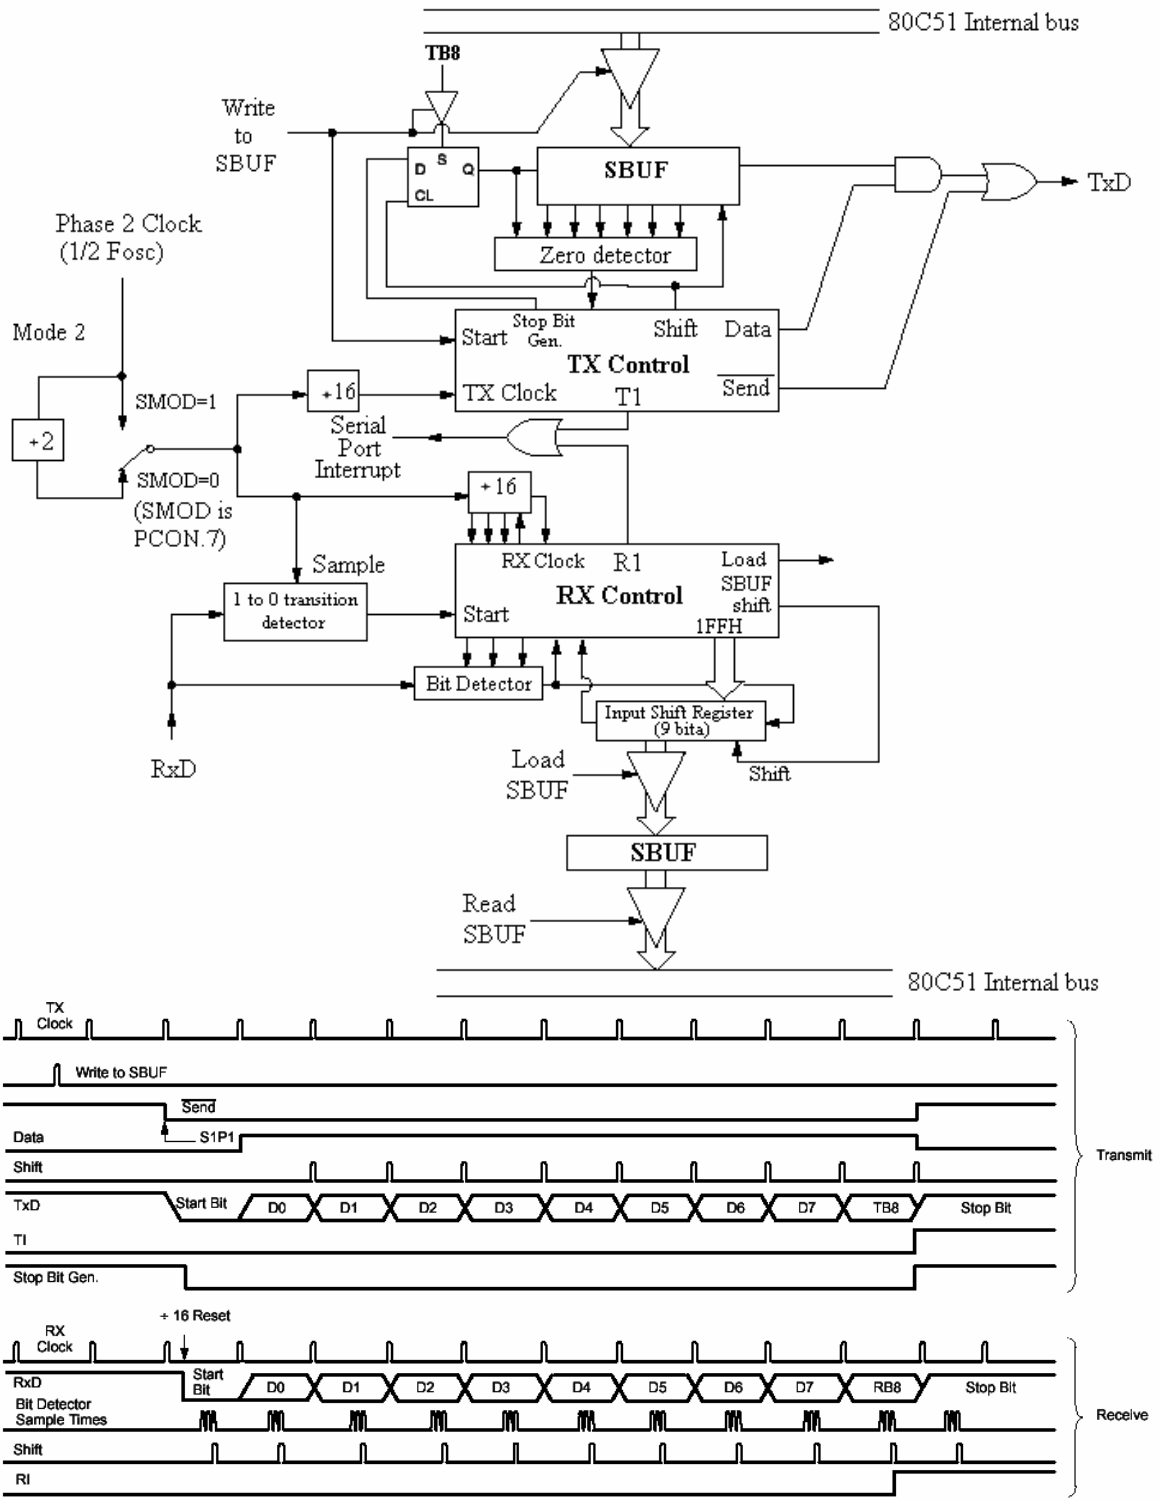 80C51 Internal bus
TB8
Write
to
SBUF
D S Q
CL
SBUF
TxD
Phase 2 Clock
(1/2 Fosc)
Zero detector
Mode 2
Start
Stop Bit
Gen.
Shift
Data
TX Control
SMOD=1
÷16
TX Clock
T1
Send
÷2
Serial
Port
Interrupt
SMOD=0
(SMOD is
PCON.7)
÷16
Sample
RX Clock
R1
Load
SBUF
shift
1 to 0 transition
detector
Start
RX Control
1FFH
Bit Detector
Input Shift Register
(9 bita)
RxD
Load
SBUF
Shift
SBUF
Read
SBUF
80C51 Internal bus
TX
Clock
Write to SBUF
Send
Data
S1P1
Shift
Transmit
TxD
Start Bit D0 D1 D2 D3 D4 D5 D6 D7 TB8 Stop Bit
TI
Stop Bit Gen.
÷ 16 Reset
RX
Clock
RxD
Start
Bit
D0 D1 D2 D3 D4 D5 D6 D7 RB8 Stop Bit
Bit Detector
Sample Times
Receive
Shift
RI